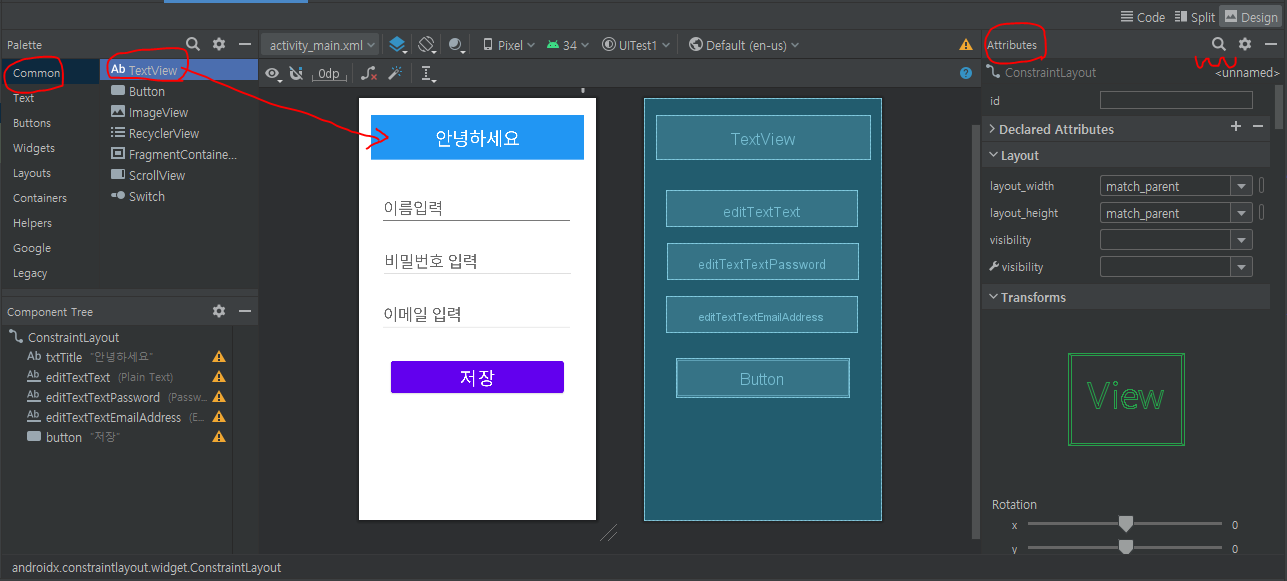 Code Split Design
Palette
activity_main.xml
Pixel
34
UITest1
Default (en-us)
Attributes
Common
Text
Buttons
Widgets
Layouts
Containers
Helpers
Google
Legacy
Ab TextView
Button
ImageView
RecyclerView
FragmentContaine...
ScrollView
Switch
0dp
?
안녕하세요
이름입력
비밀번호 입력
이메일 입력
저장
TextView
editTextText
editTextTextPassword
editTextTextEmailAddress
Button
ConstraintLayout <unnamed>
id
Declared Attributes
Layout
layout_width match_parent
layout_height match_parent
visibility
visibility
Transforms
View
Rotation
x 0
y 0
Component Tree
ConstraintLayout
Ab txtTitle "안녕하세요"
Ab editTextText (Plain Text)
Ab editTextTextPassword (Passw...
Ab editTextTextEmailAddress (E...
button "저장"
androidx.constraintlayout.widget.ConstraintLayout